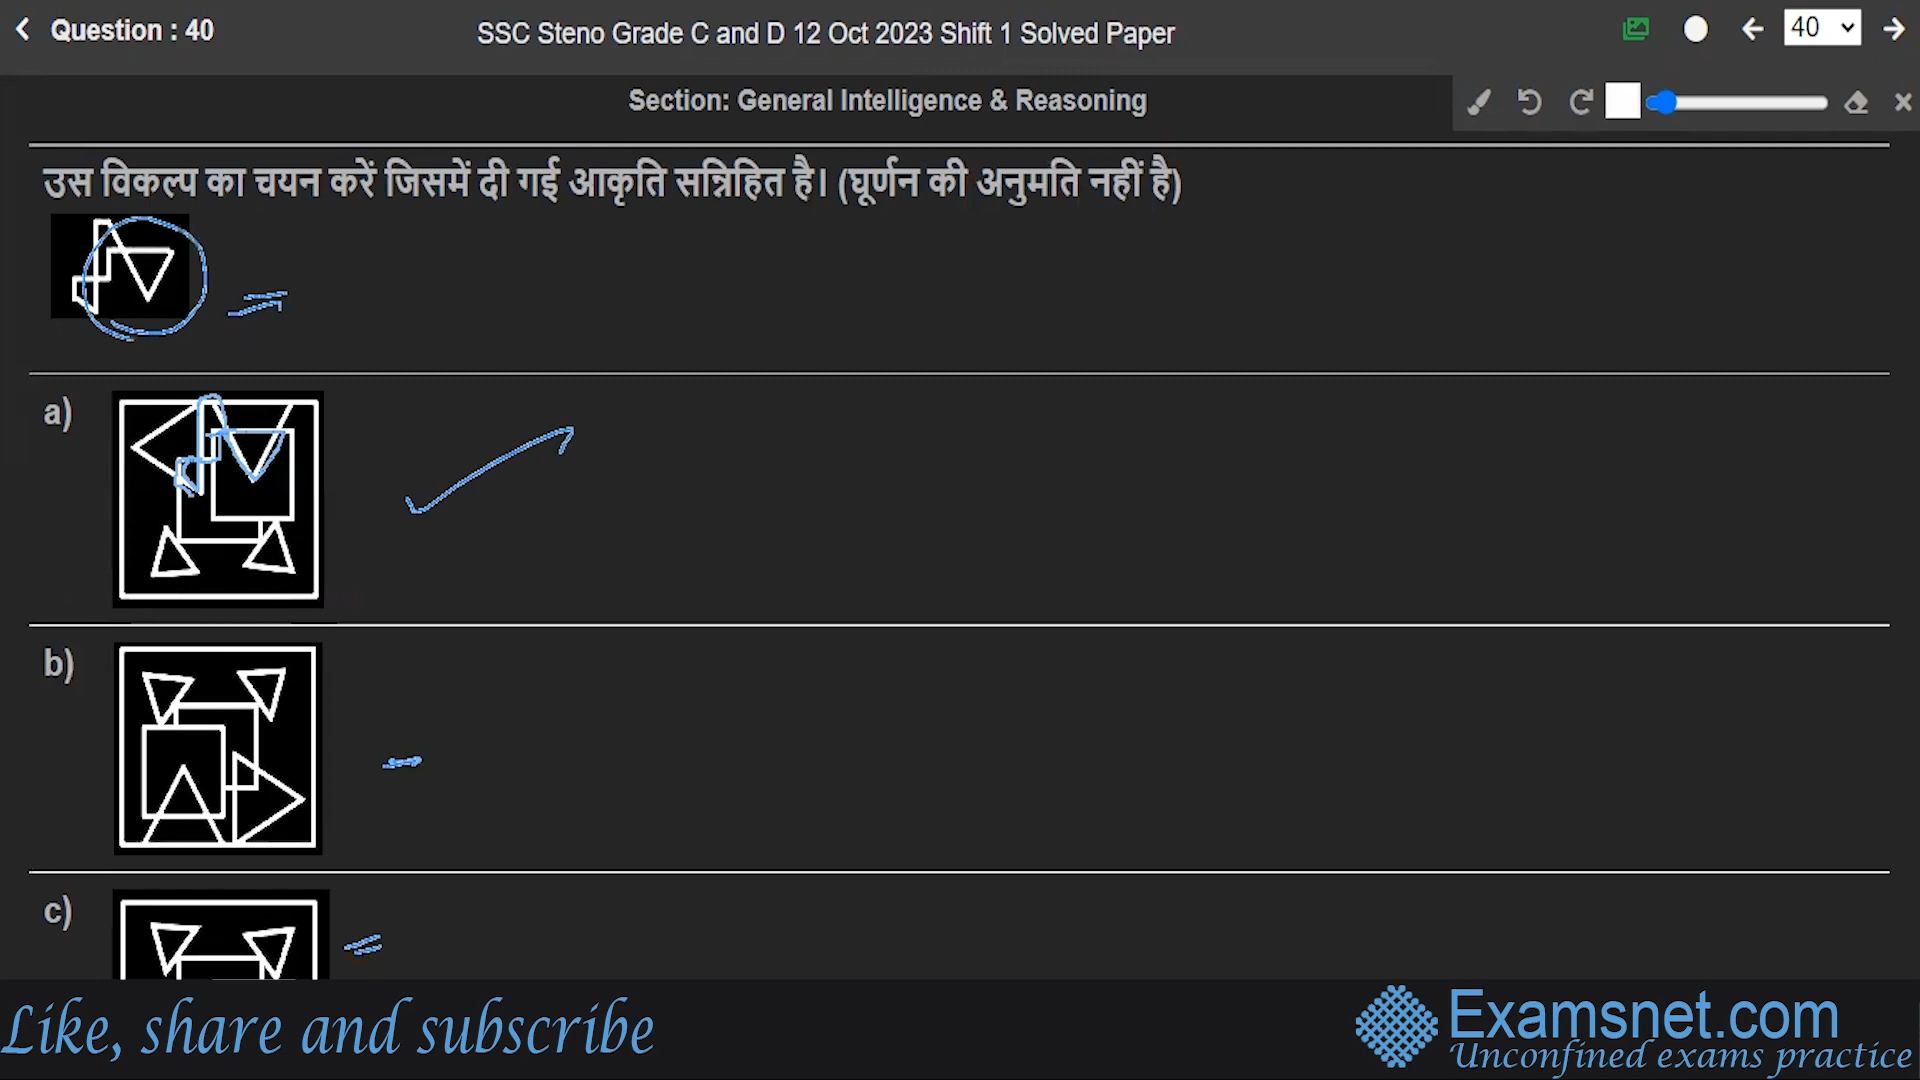 Question : 40
SSC Steno Grade C and D 12 Oct 2023 Shift 1 Solved Paper
40
Section: General Intelligence & Reasoning
उस विकल्प का चयन करें जिसमें दी गई आकृति सन्निहित है। (घूर्णन की अनुमति नहीं है)
a)
b)
c)
Like, share and subscribe
Examsnet.com
Unconfined exams practice